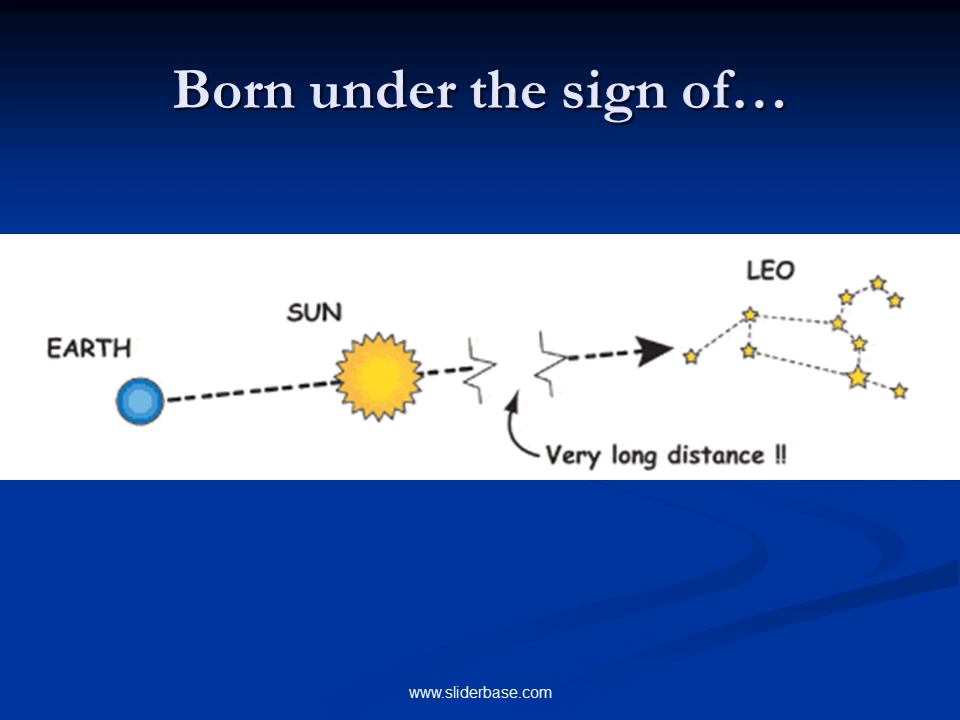 Born under the sign of…
LEO
SUN
EARTH
Very long distance !!
www.sliderbase.com